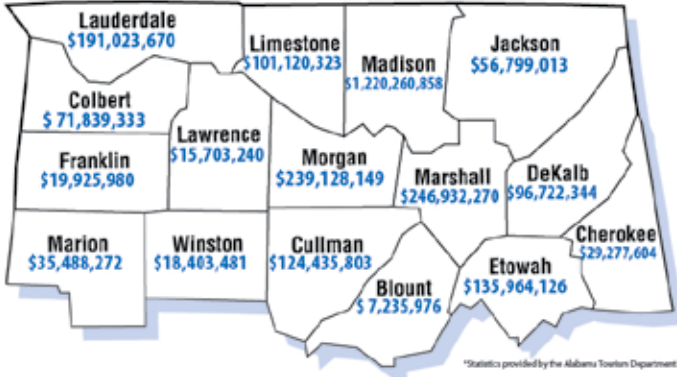 Lauderdale
$191,023,670
Limestone
$101,120,323
Madison
$1,220,260,858
Jackson
$56,799,013
Colbert
$ 71,839,333
Lawrence
$15,703,240
Franklin
$19,925,980
Morgan
$239,128,149
Marshall
$246,932,270
DeKalb
$96,722,344
Marion
$35,488,272
Winston
$18,403,481
Cullman
$124,435,803
Cherokee
$29,277,604
Blount
$ 7,235,976
Etowah
$135,964,126
*Statistics provided by the Alabama Tourism Department